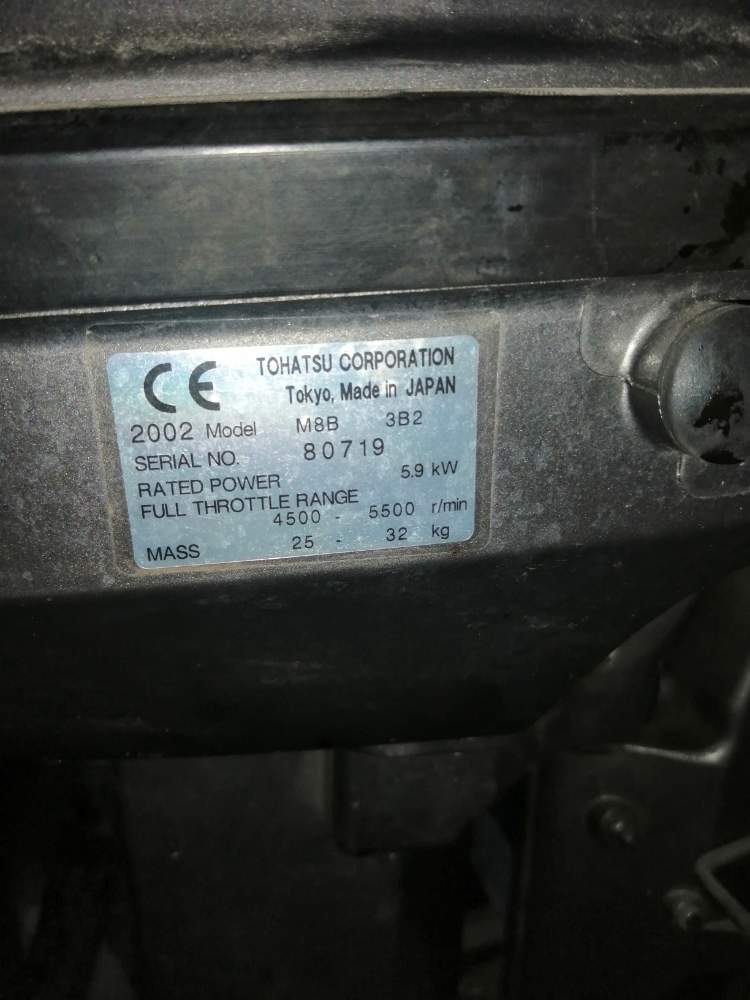 CE TOHATSU CORPORATION
Tokyo, Made in JAPAN
2002 Model M8B 3B2
SERIAL NO. 80719
RATED POWER 5.9 kW
FULL THROTTLE RANGE
4500 - 5500 r/min
MASS 25 - 32 kg